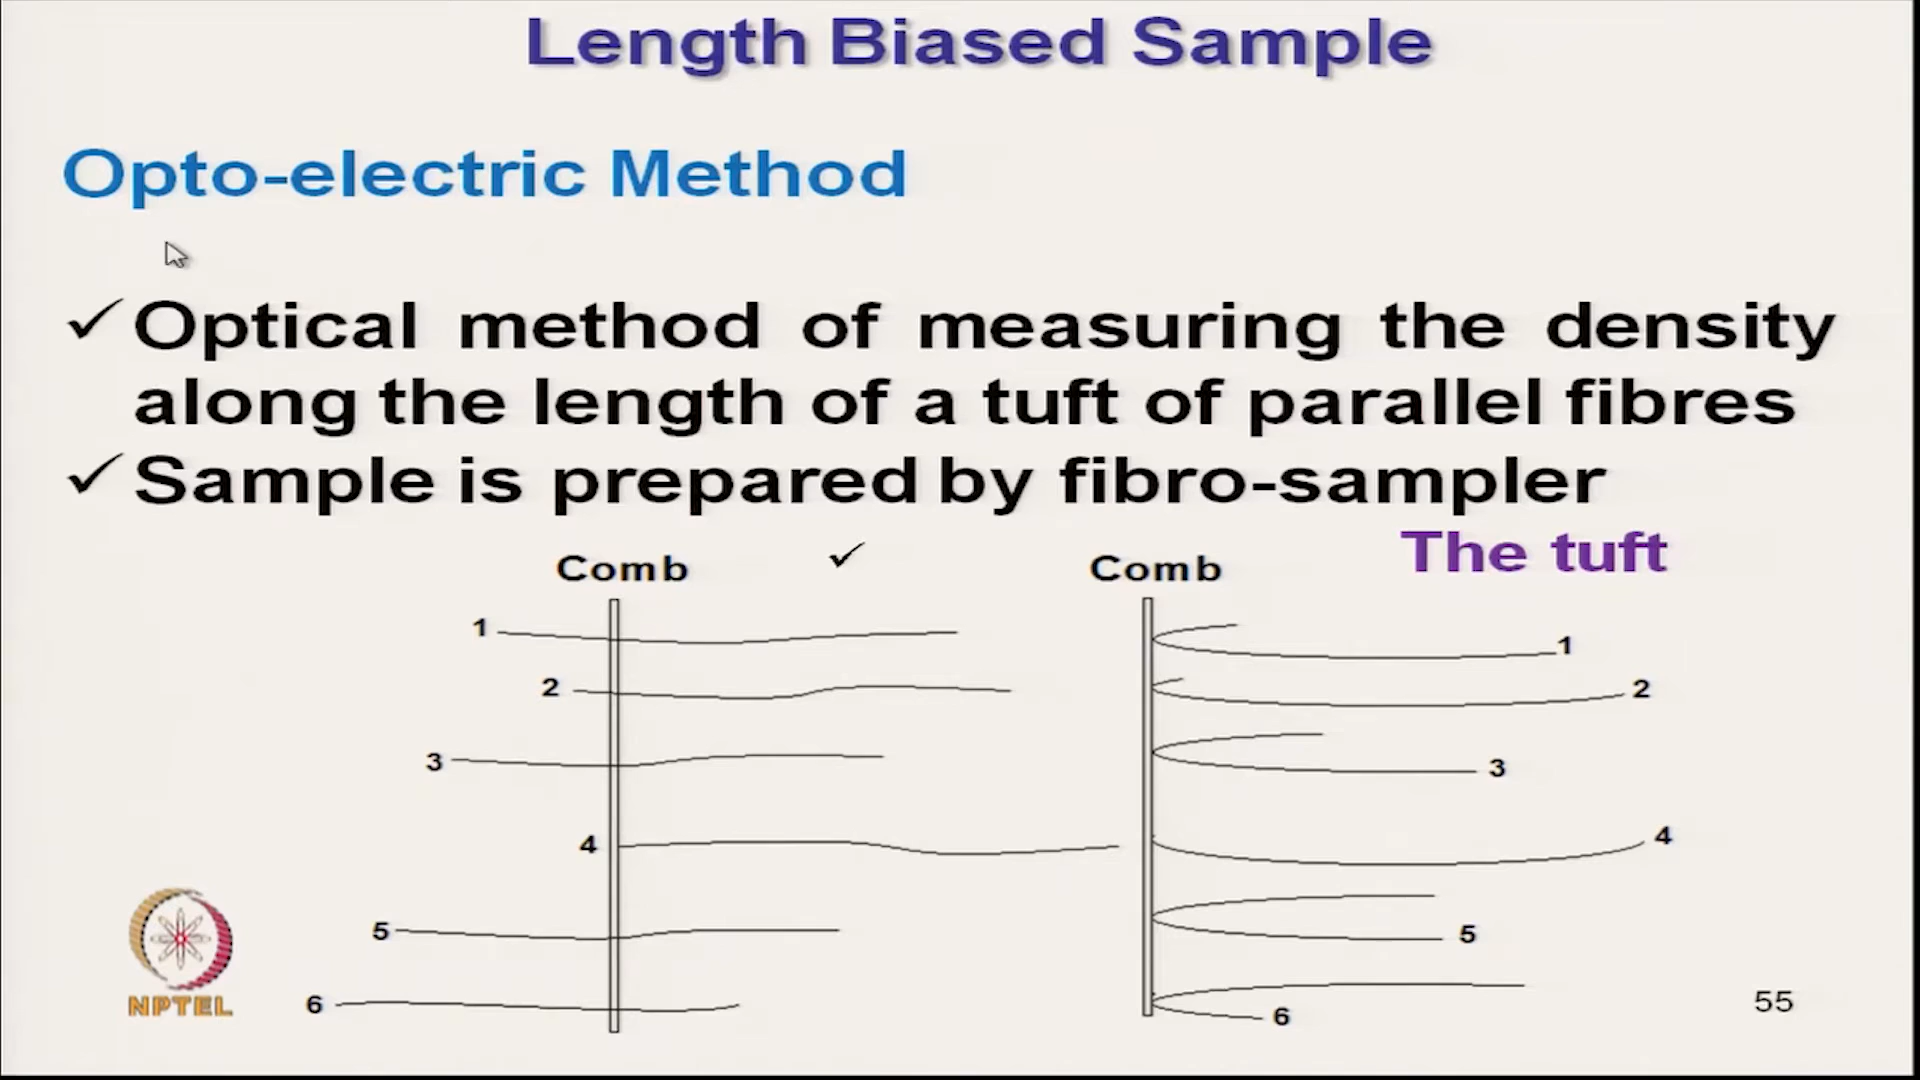 Length Biased Sample
Opto-electric Method
✓ Optical method of measuring the density
along the length of a tuft of parallel fibres
✓ Sample is prepared by fibro-sampler
The tuft
Comb ✓ Comb
1 1
2 2
3 3
4 4
5 5
6 6
NPTEL
55